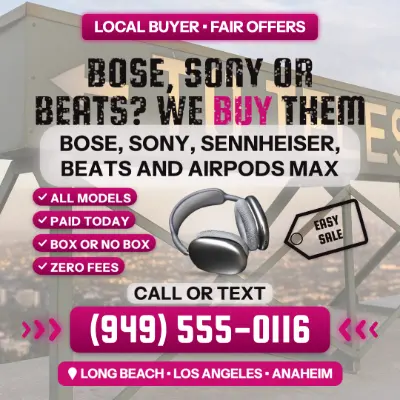 LOCAL BUYER • FAIR OFFERS
BOSE, SONY OR
BEATS? WE BUY THEM
BOSE, SONY, SENNHEISER,
BEATS AND AIRPODS MAX
ALL MODELS
PAID TODAY
BOX OR NO BOX
ZERO FEES
EASY
SALE
CALL OR TEXT
(949) 555-0116
LONG BEACH • LOS ANGELES • ANAHEIM